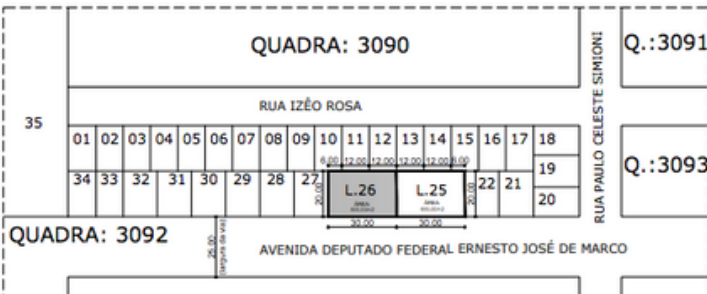 QUADRA: 3090
Q.:3091
RUA IZÊO ROSA
35
01 02 03 04 05 06 07 08 09 10 11 12 13 14 15 16 17 18
6.00 12.00 12.00 12.00 12.00 6.00
19
34 33 32 31 30 29 28 27
20.00
L.26
L.25
20.00
22 21
20
30.00 30.00
RUA PAULO CELESTE SIMIONI
Q.:3093
QUADRA: 3092
25.00
(largura da via)
AVENIDA DEPUTADO FEDERAL ERNESTO JOSÉ DE MARCO